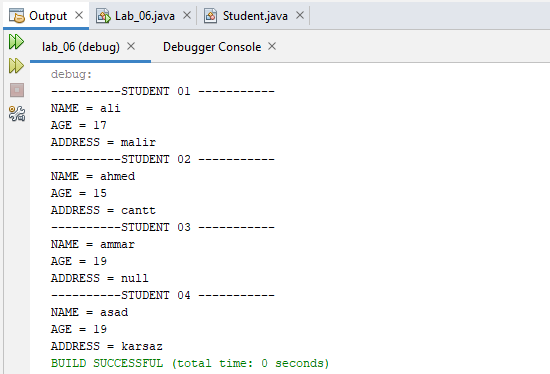 Output Lab_06.java Student.java
lab_06 (debug) Debugger Console
debug:
----------STUDENT 01 -----------
NAME = ali
AGE = 17
ADDRESS = malir
----------STUDENT 02 -----------
NAME = ahmed
AGE = 15
ADDRESS = cantt
----------STUDENT 03 -----------
NAME = ammar
AGE = 19
ADDRESS = null
----------STUDENT 04 -----------
NAME = asad
AGE = 19
ADDRESS = karsaz
BUILD SUCCESSFUL (total time: 0 seconds)